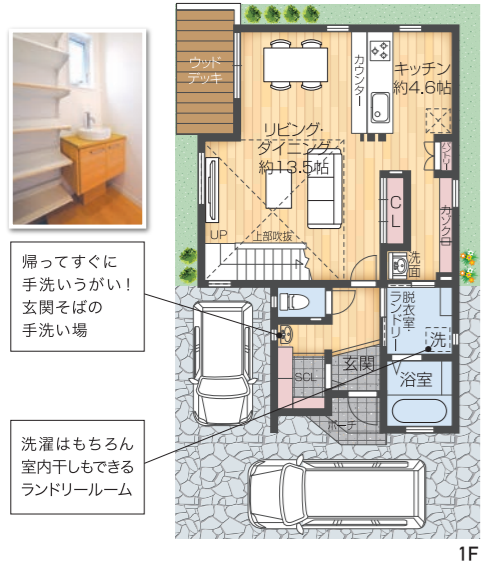 ウッド
デッキ
カウンター
キッチン
約4.6帖
リビング・
ダイニング
約13.5帖
パントリー
CL
カゾクロ
UP
上部吹抜
洗面
帰ってすぐに
手洗いうがい！
玄関そばの
手洗い場
脱衣室
ランドリー
洗
SCL
玄関
浴室
ポーチ
洗濯はもちろん
室内干しもできる
ランドリールーム
1F